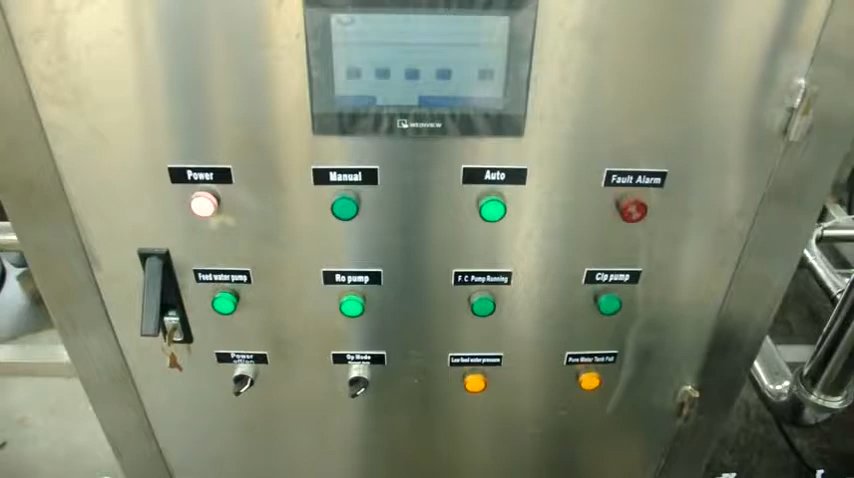 WEINVIEW
Power
Manual
Auto
Fault Alarm
Feed water pump
Ro pump
F. C Pump Running
Cip pump
Power
Op Mode
Low feed water pressure
Pure Water Tank Full